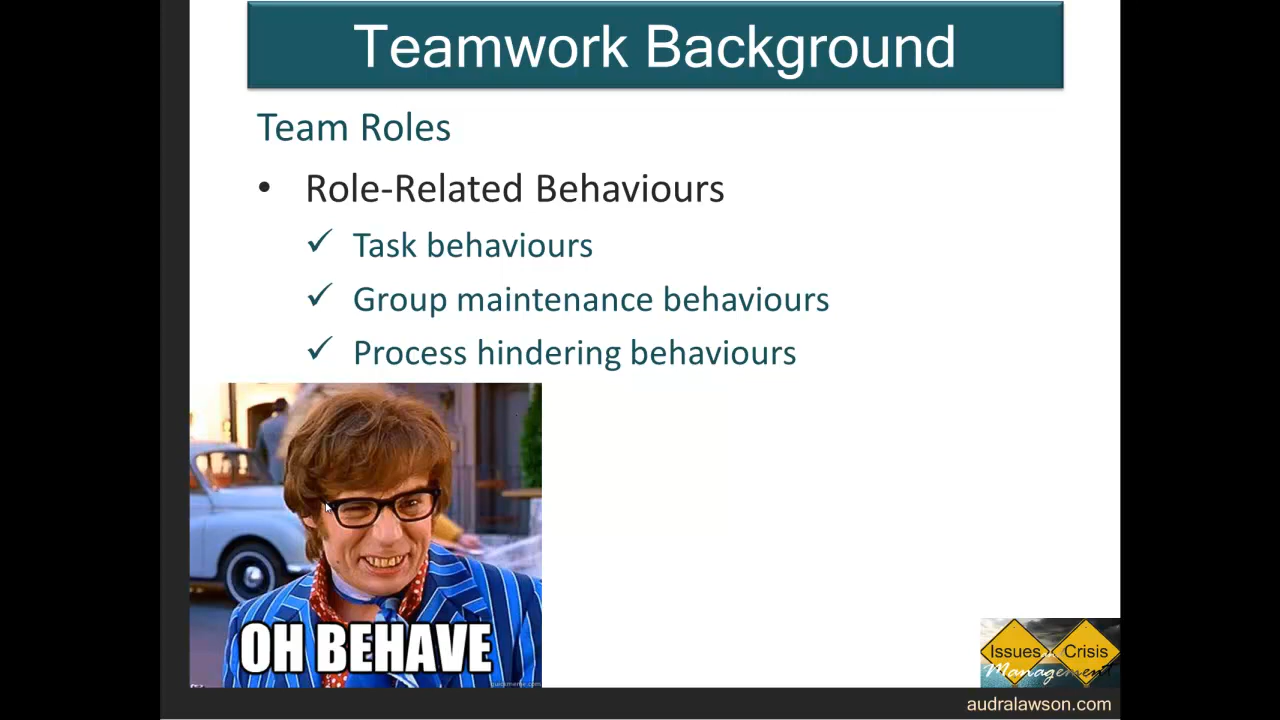 Teamwork Background
Team Roles
• Role-Related Behaviours
✓ Task behaviours
✓ Group maintenance behaviours
✓ Process hindering behaviours
OH BEHAVE
Issues Crisis
Management
audralawson.com